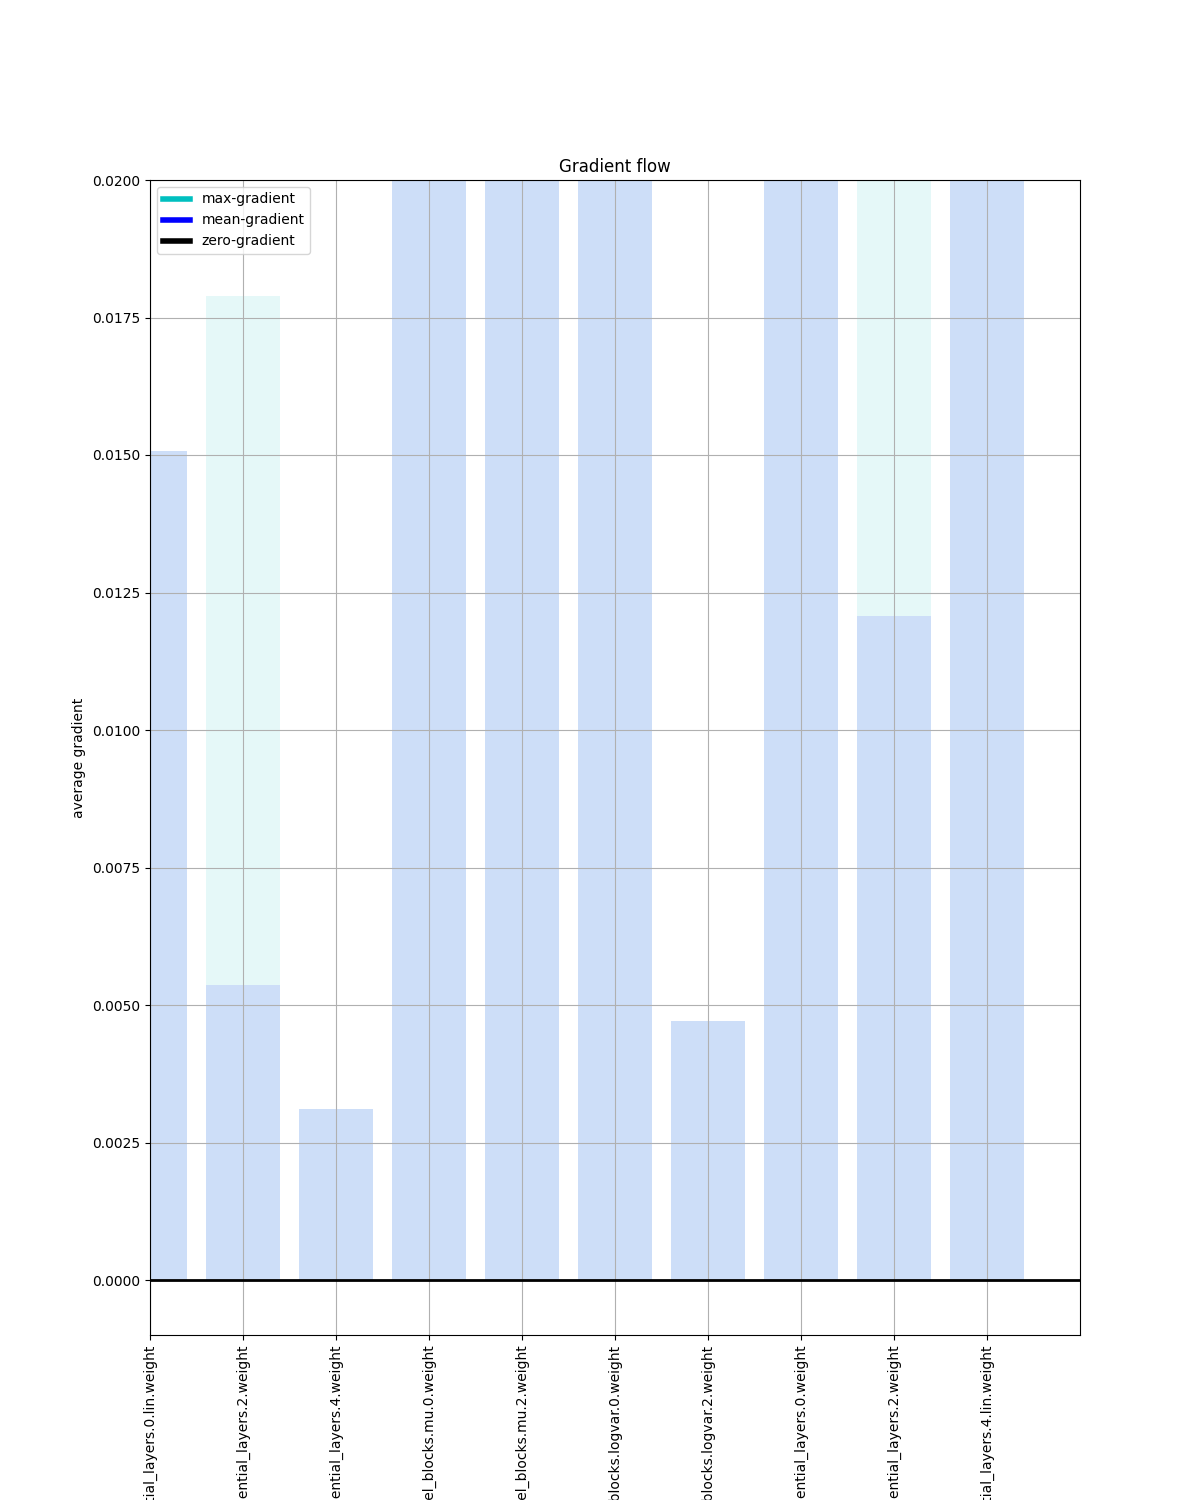 Gradient flow
max-gradient
mean-gradient
zero-gradient
0.0200
0.0175
0.0150
0.0125
0.0100
0.0075
0.0050
0.0025
0.0000
average gradient
tial_layers.0.lin.weight
ential_layers.2.weight
ential_layers.4.weight
el_blocks.mu.0.weight
el_blocks.mu.2.weight
blocks.logvar.0.weight
blocks.logvar.2.weight
ential_layers.0.weight
ential_layers.2.weight
tial_layers.4.lin.weight